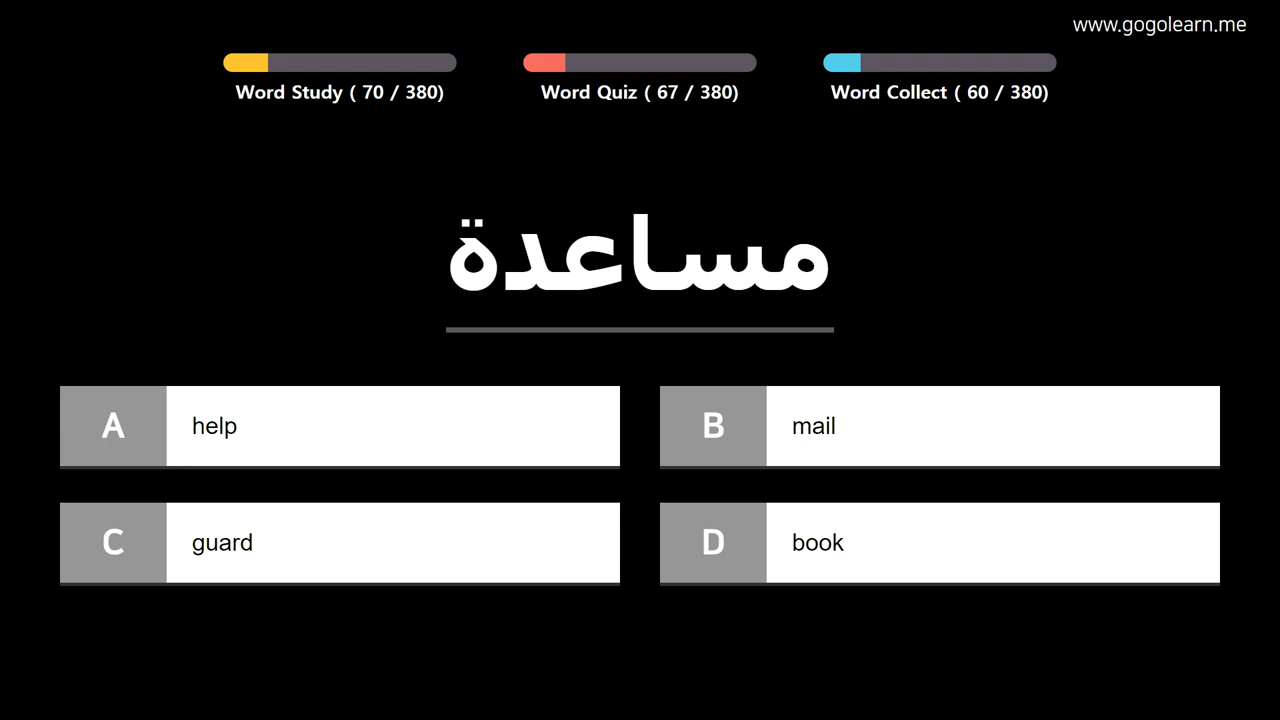 www.gogolearn.me
Word Study ( 70 / 380)
Word Quiz ( 67 / 380)
Word Collect ( 60 / 380)
مساعدة
A help
B mail
C guard
D book